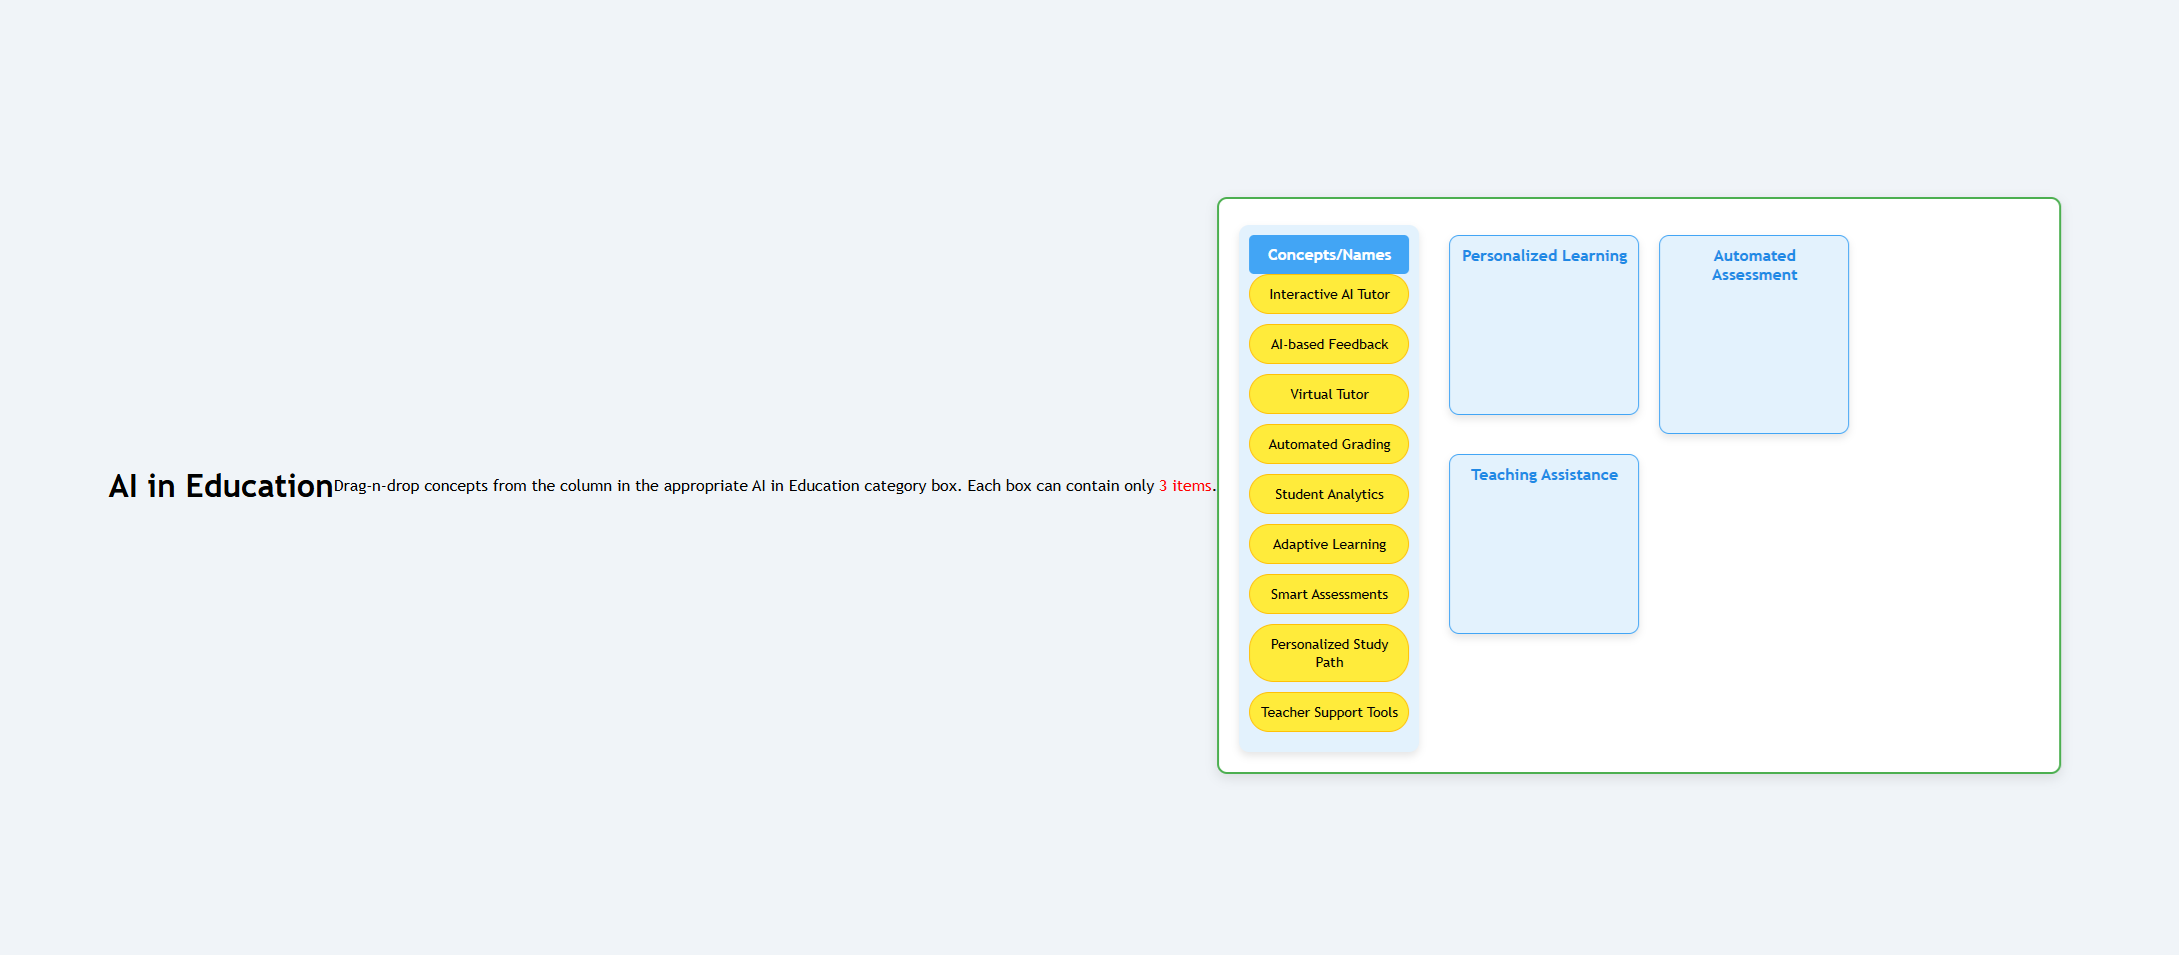 AI in Education
Drag-n-drop concepts from the column in the appropriate AI in Education category box. Each box can contain only 3 items.
Concepts/Names
Interactive AI Tutor
AI-based Feedback
Virtual Tutor
Automated Grading
Student Analytics
Adaptive Learning
Smart Assessments
Personalized Study
Path
Teacher Support Tools
Personalized Learning
Automated
Assessment
Teaching Assistance